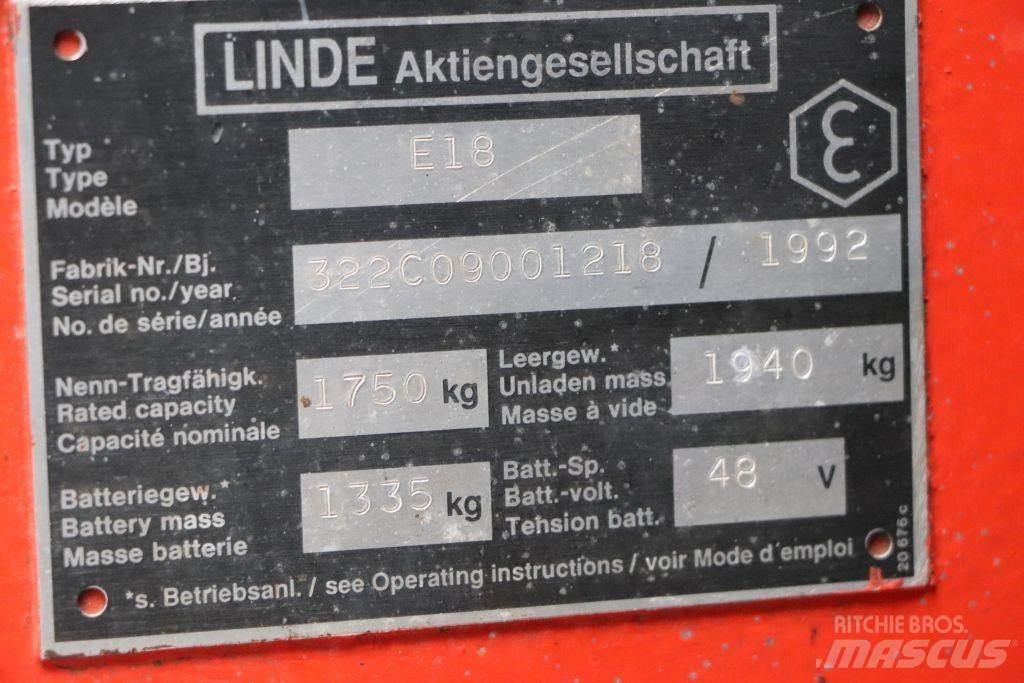 LINDE Aktiengesellschaft
Typ
Type
Modèle
E18
Fabrik-Nr./Bj.
Serial no./year
No. de série/année
322C09001218 / 1992
Nenn-Tragfähigk.
Rated capacity
Capacité nominale
1750 kg
Leergew.*
Unladen mass
Masse à vide
1940 kg
Batteriegew.*
Battery mass
Masse batterie
1335 kg
Batt.-Sp.
Batt.-volt.
Tehsion batt.
48 V
*s. Betriebsanl. / see Operating instructions / voir Mode d'emploi
20 676 c
RITCHIE BROS.
MASCUS